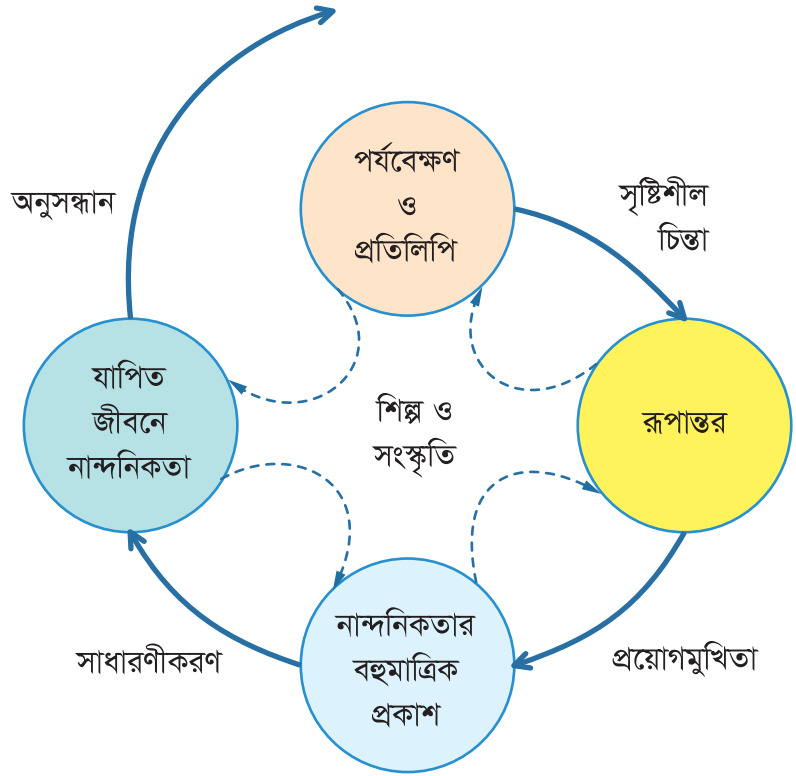 পর্যবেক্ষণ
ও
প্রতিলিপি
অনুসন্ধান
সৃষ্টিশীল
চিন্তা
যাপিত
জীবনে
নান্দনিকতা
শিল্প ও
সংস্কৃতি
রূপান্তর
নান্দনিকতার
বহুমাত্রিক
প্রকাশ
সাধারণীকরণ
প্রয়োগমুখিতা